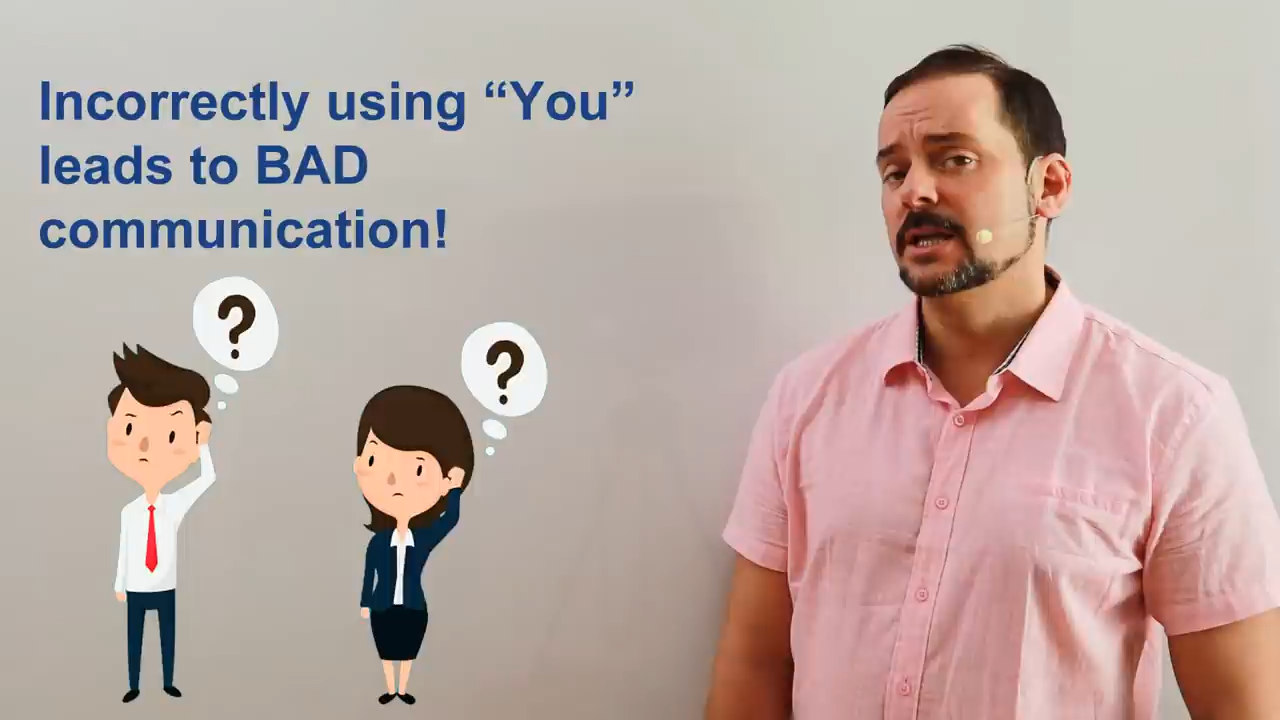 Incorrectly using “You”
leads to BAD
communication!
?
?